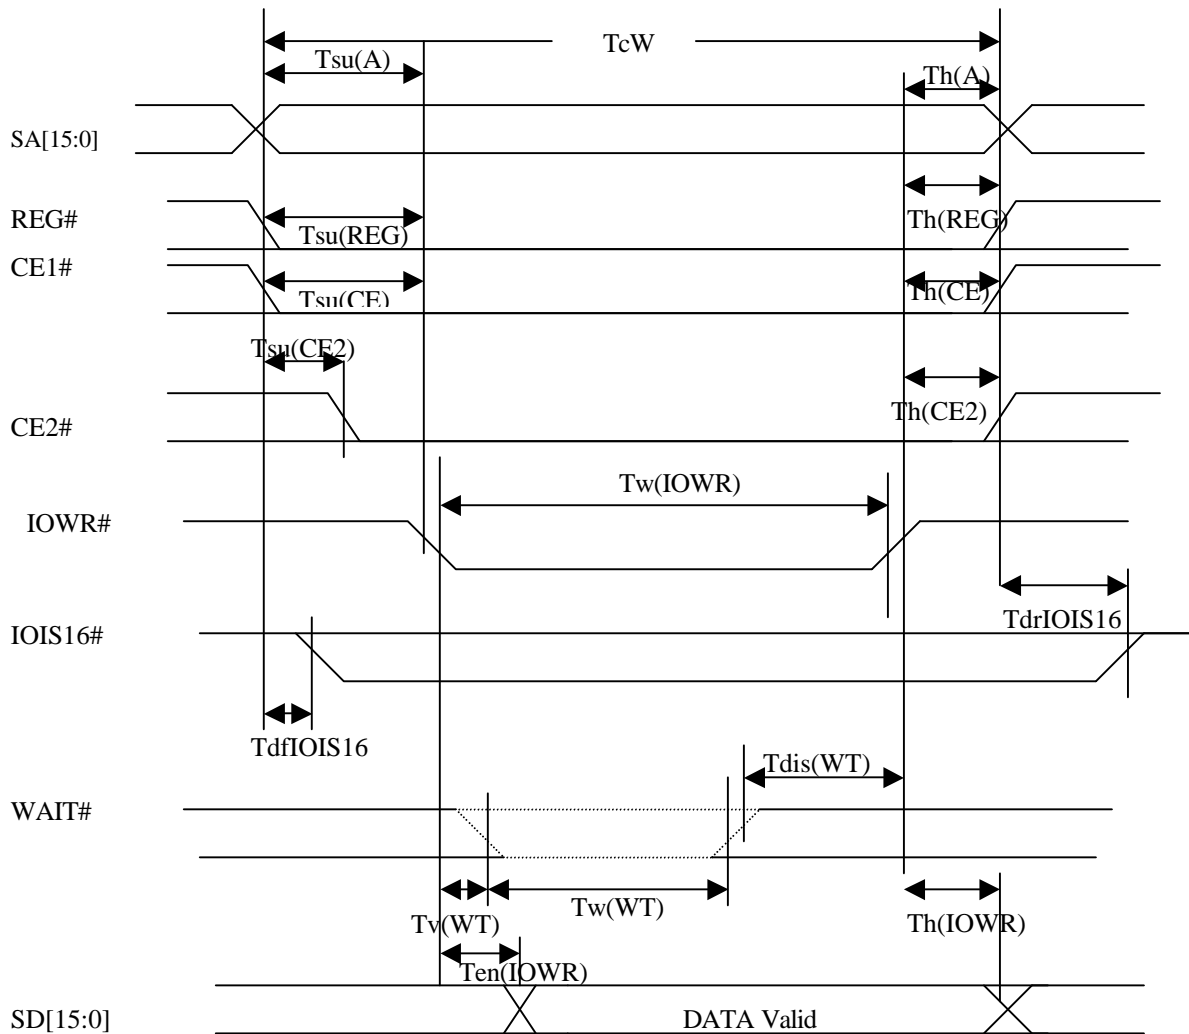 TcW
Tsu(A)
Th(A)
SA[15:0]
REG#
Tsu(REG)
Th(REG)
CE1#
Tsu(CE)
Th(CE)
Tsu(CE2)
Th(CE2)
CE2#
Tw(IOWR)
IOWR#
TdrIOIS16
IOIS16#
TdfIOIS16
Tdis(WT)
WAIT#
Tv(WT)
Tw(WT)
Th(IOWR)
Ten(IOWR)
SD[15:0]
DATA Valid